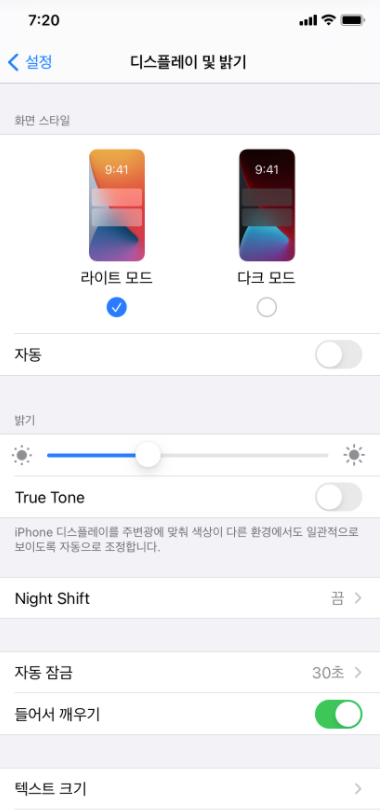 7:20
설정
디스플레이 및 밝기
화면 스타일
9:41
9:41
라이트 모드
다크 모드
자동
밝기
True Tone
iPhone 디스플레이를 주변광에 맞춰 색상이 다른 환경에서도 일관적으로
보이도록 자동으로 조정합니다.
Night Shift
끔
자동 잠금
30초
들어서 깨우기
텍스트 크기